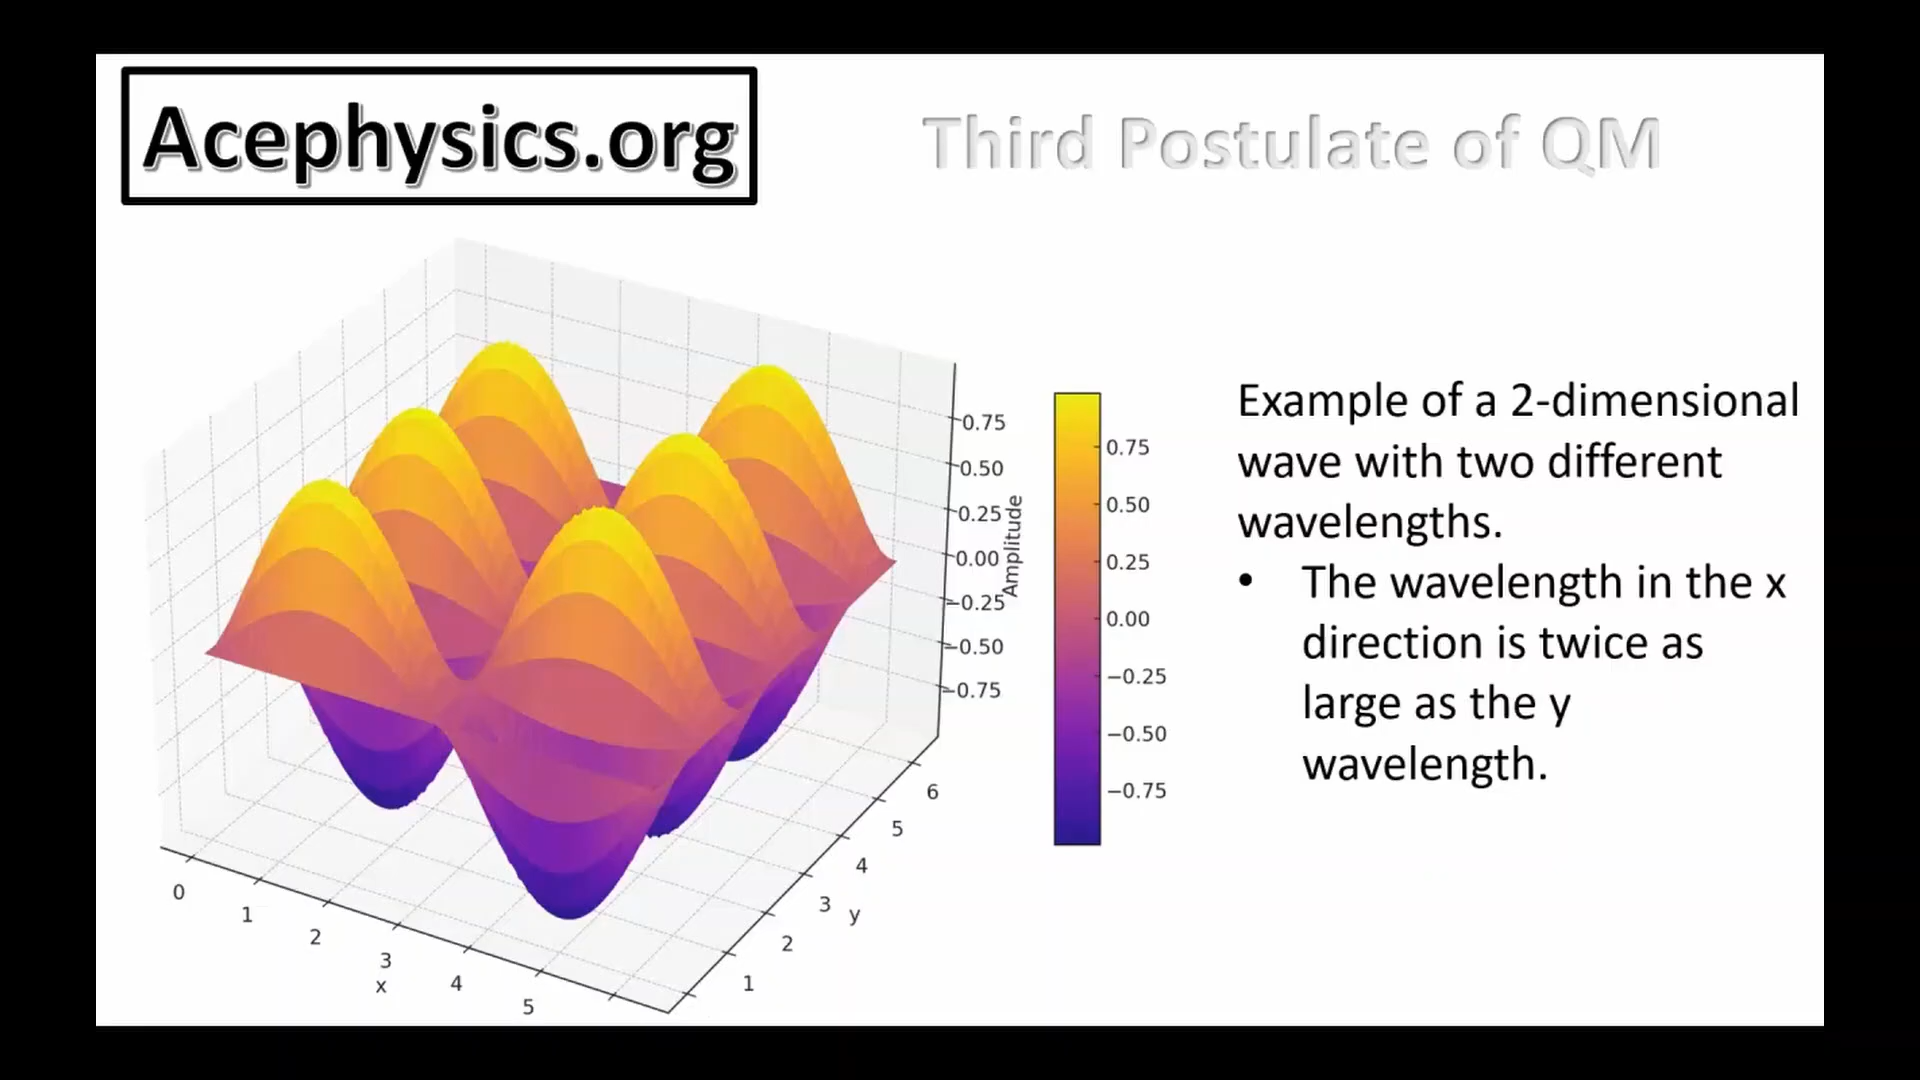 Acephysics.org
Third Postulate of QM
Example of a 2-dimensional
wave with two different
wavelengths.
• The wavelength in the x
direction is twice as
large as the y
wavelength.
0.75
0.50
0.25
0.00
−0.25
−0.50
−0.75
Amplitude
0.75
0.50
0.25
0.00
−0.25
−0.50
−0.75
0
1
2
3
4
5
x
1
2
3
4
5
6
y